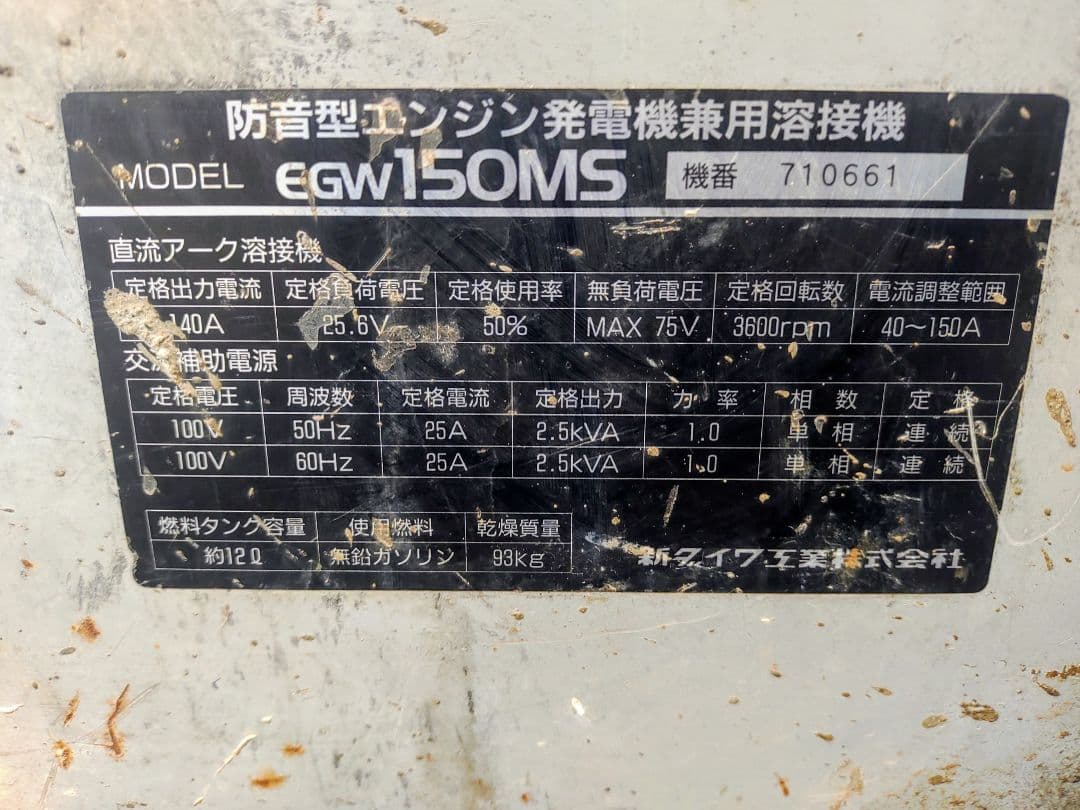 防音型エンジン発電機兼用溶接機
MODEL EGW150MS 機番 710661
直流アーク溶接機
定格出力電流 定格負荷電圧 定格使用率 無負荷電圧 定格回転数 電流調整範囲
140A 25.6V 50% MAX 75V 3600rpm 40～150A
交流補助電源
定格電圧 周波数 定格電流 定格出力 力率 相数 定格
100V 50Hz 25A 2.5kVA 1.0 単相 連続
100V 60Hz 25A 2.5kVA 1.0 単相 連続
燃料タンク容量 使用燃料 乾燥質量
約12ℓ 無鉛ガソリン 93kg
新ダイワ工業株式会社